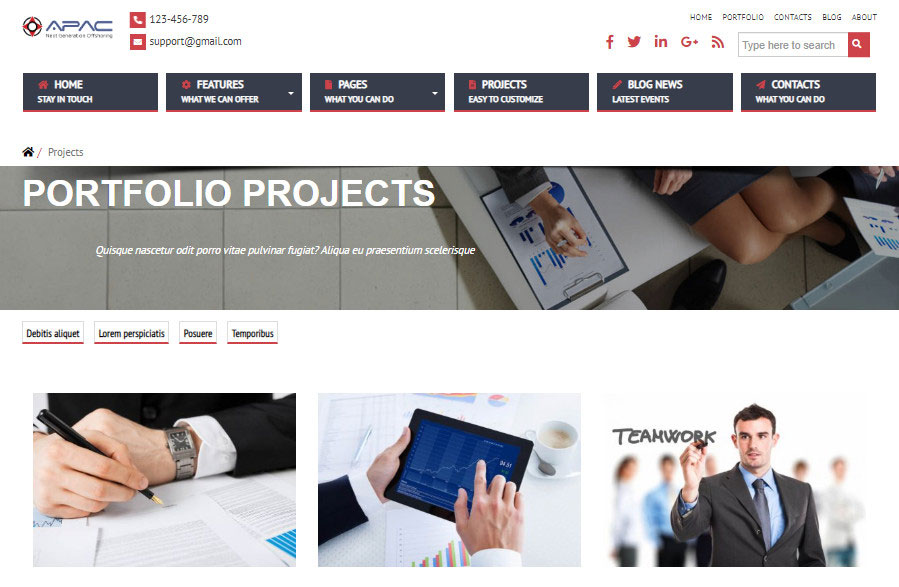 APAC
Next Generation Offshoring
123-456-789
support@gmail.com
HOME PORTFOLIO CONTACTS BLOG ABOUT
Type here to search
HOME
STAY IN TOUCH
FEATURES
WHAT WE CAN OFFER
PAGES
WHAT YOU CAN DO
PROJECTS
EASY TO CUSTOMIZE
BLOG NEWS
LATEST EVENTS
CONTACTS
WHAT YOU CAN DO
/ Projects
PORTFOLIO PROJECTS
Quisque nascetur odit porro vitae pulvinar fugiat? Aliqua eu praesentium scelerisque
Debitis aliquet
Lorem perspiciatis
Posuere
Temporibus
84.51
TEAMWORK